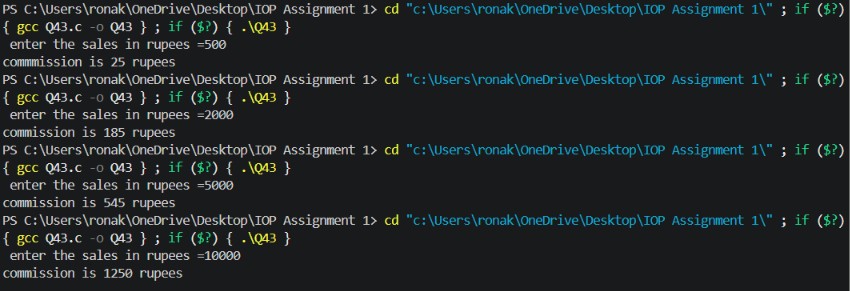 PS C:\Users\ronak\OneDrive\Desktop\IOP Assignment 1> cd "c:\Users\ronak\OneDrive\Desktop\IOP Assignment 1\" ; if ($?)
{ gcc Q43.c -o Q43 } ; if ($?) { .\Q43 }
 enter the sales in rupees =500
commmission is 25 rupees
PS C:\Users\ronak\OneDrive\Desktop\IOP Assignment 1> cd "c:\Users\ronak\OneDrive\Desktop\IOP Assignment 1\" ; if ($?)
{ gcc Q43.c -o Q43 } ; if ($?) { .\Q43 }
 enter the sales in rupees =2000
commission is 185 rupees
PS C:\Users\ronak\OneDrive\Desktop\IOP Assignment 1> cd "c:\Users\ronak\OneDrive\Desktop\IOP Assignment 1\" ; if ($?)
{ gcc Q43.c -o Q43 } ; if ($?) { .\Q43 }
 enter the sales in rupees =5000
commission is 545 rupees
PS C:\Users\ronak\OneDrive\Desktop\IOP Assignment 1> cd "c:\Users\ronak\OneDrive\Desktop\IOP Assignment 1\" ; if ($?)
{ gcc Q43.c -o Q43 } ; if ($?) { .\Q43 }
 enter the sales in rupees =10000
commission is 1250 rupees